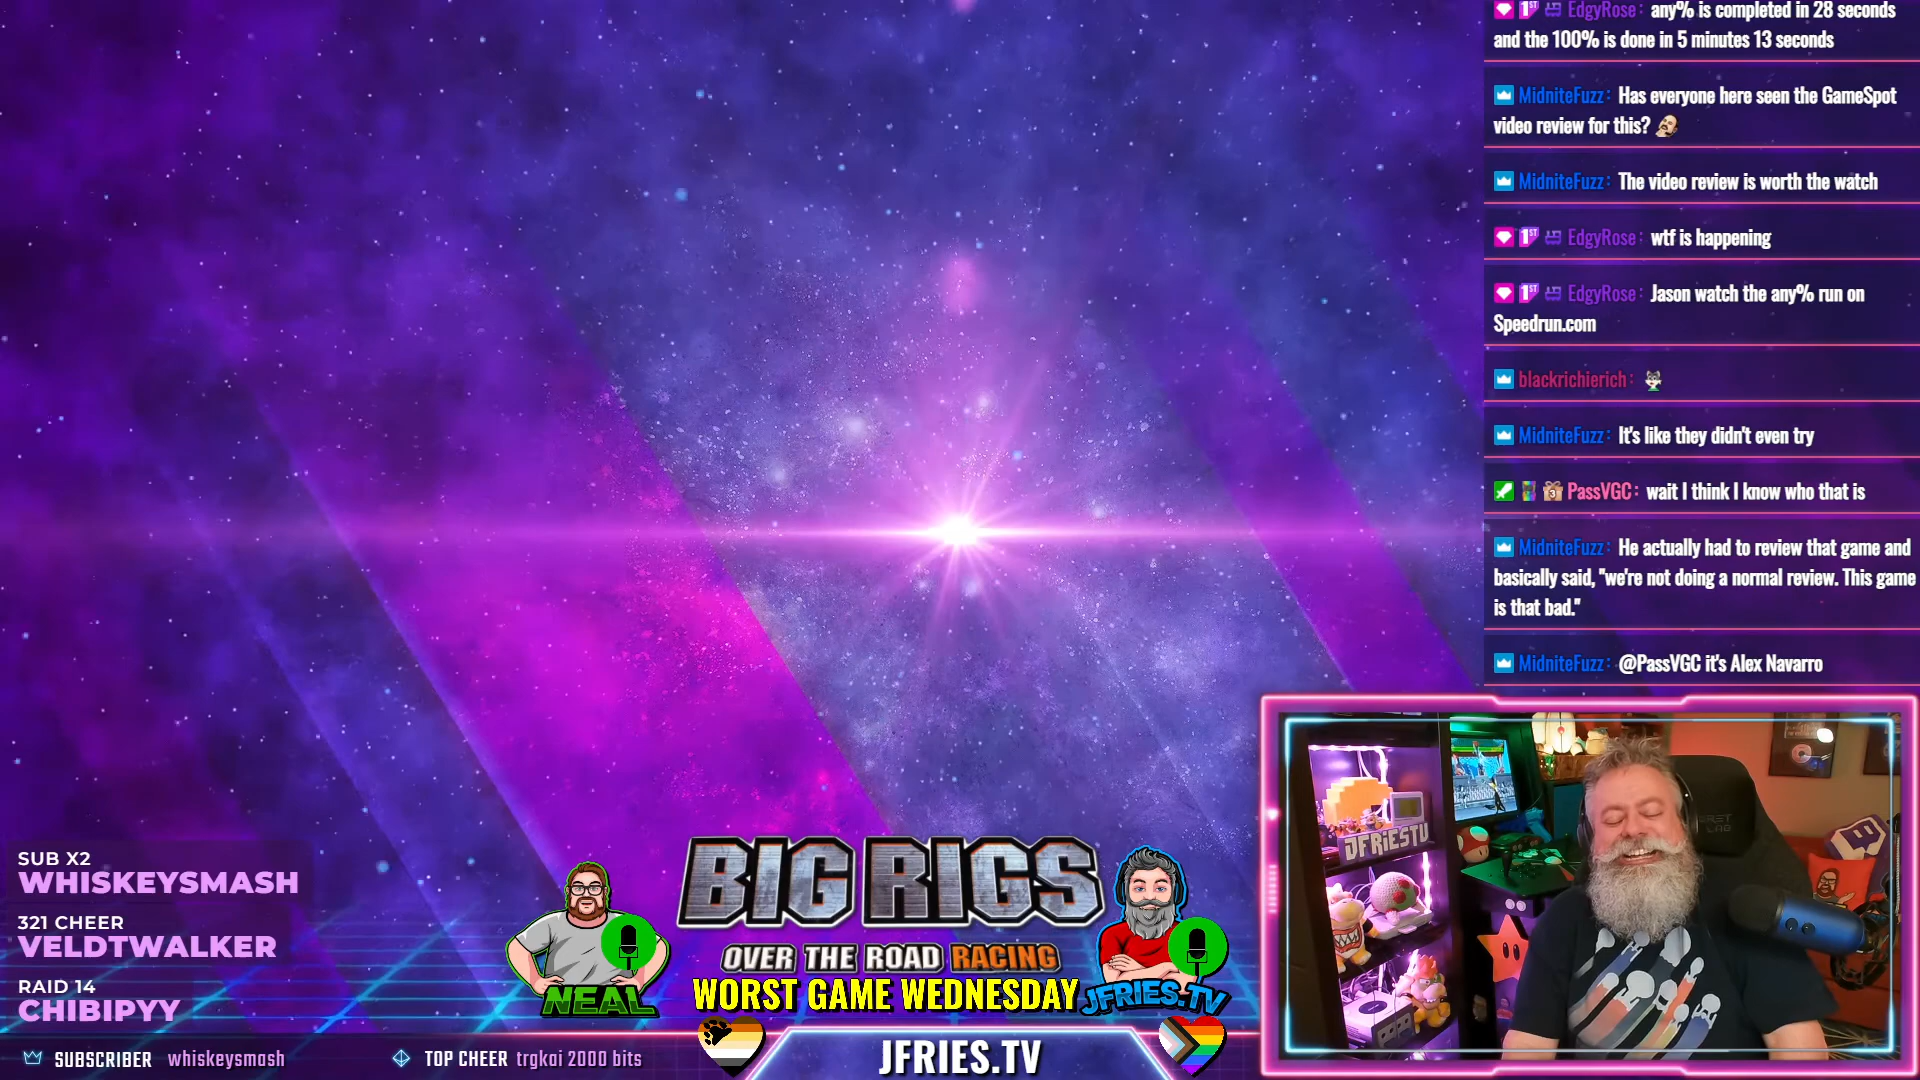 EdgyRose: any% is completed in 28 seconds
and the 100% is done in 5 minutes 13 seconds
MidniteFuzz: Has everyone here seen the GameSpot
video review for this?
MidniteFuzz: The video review is worth the watch
EdgyRose: wtf is happening
EdgyRose: Jason watch the any% run on
Speedrun.com
blackrichierich:
MidniteFuzz: It's like they didn't even try
PassVGC: wait I think I know who that is
MidniteFuzz: He actually had to review that game and
basically said, "we're not doing a normal review. This game
is that bad."
MidniteFuzz: @PassVGC it's Alex Navarro
JFRIESTV
SUB X2
WHISKEYSMASH
321 CHEER
VELDTWALKER
RAID 14
CHIBIPYY
NEAL
BIG RIGS
OVER THE ROAD RACING
WORST GAME WEDNESDAY
JFRIES.TV
SUBSCRIBER whiskeysmash
TOP CHEER trgkai 2000 bits
JFRIES.TV